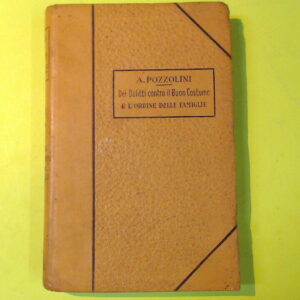 A. POZZOLINI
Dei Delitti contro il Buon Costume
E L'ORDINE DELLE FAMIGLIE